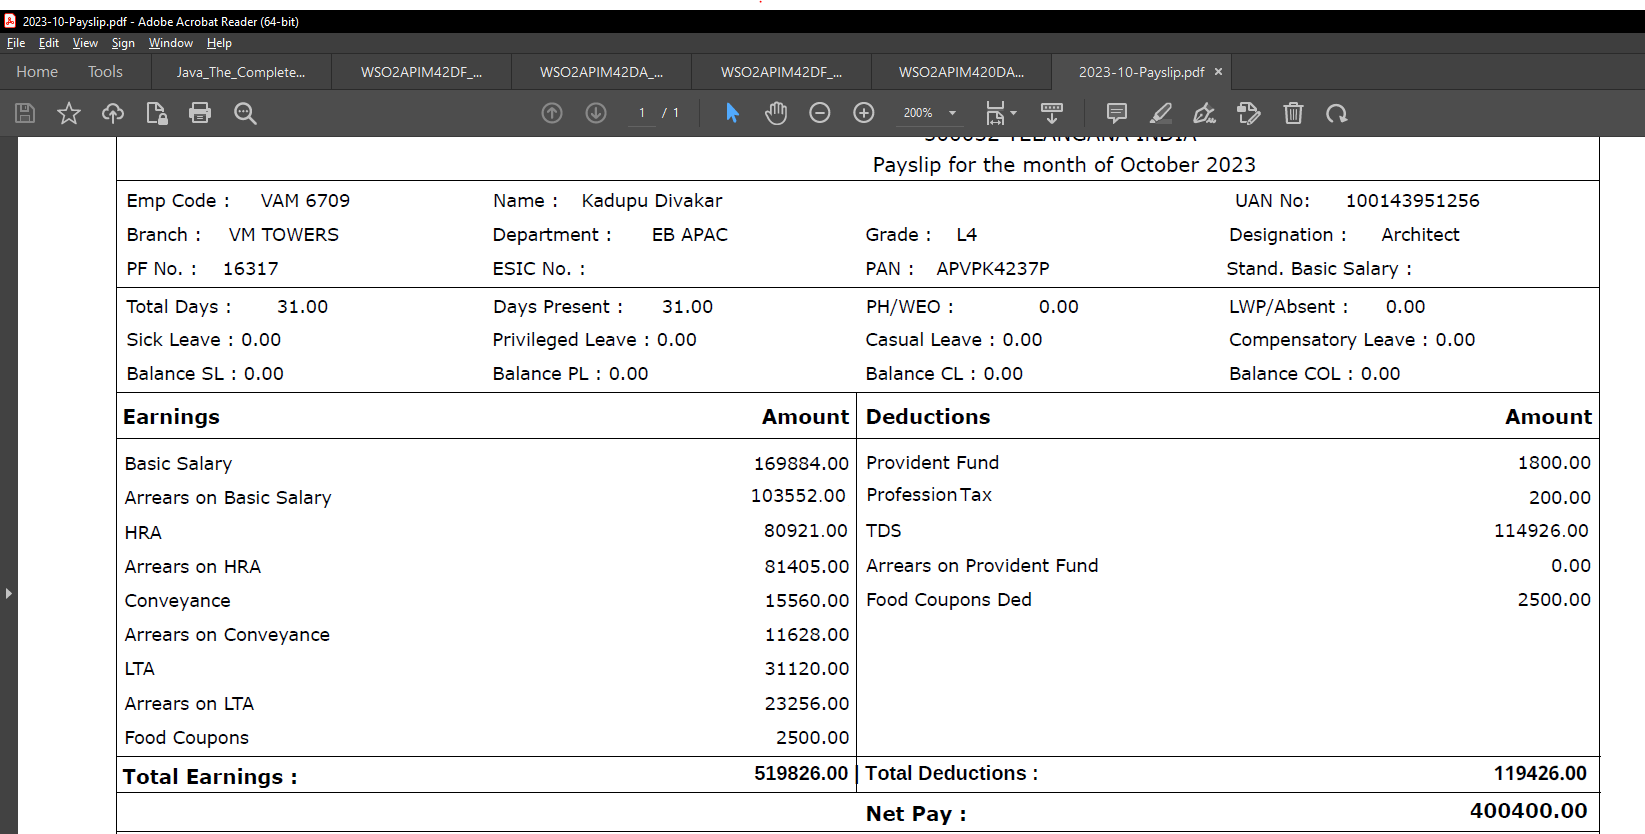 2023-10-Payslip.pdf - Adobe Acrobat Reader (64-bit)
File Edit View Sign Window Help
Home Tools Java_The_Complete... WSO2APIM42DF_... WSO2APIM42DA_... WSO2APIM42DF_... WSO2APIM420DA... 2023-10-Payslip.pdf ×
1 / 1 200%
500032 TELANGANA INDIA
Payslip for the month of October 2023
Emp Code : VAM 6709 Name : Kadupu Divakar UAN No: 100143951256
Branch : VM TOWERS Department : EB APAC Grade : L4 Designation : Architect
PF No. : 16317 ESIC No. : PAN : APVPK4237P Stand. Basic Salary :
Total Days : 31.00 Days Present : 31.00 PH/WEO : 0.00 LWP/Absent : 0.00
Sick Leave : 0.00 Privileged Leave : 0.00 Casual Leave : 0.00 Compensatory Leave : 0.00
Balance SL : 0.00 Balance PL : 0.00 Balance CL : 0.00 Balance COL : 0.00
Earnings Amount Deductions Amount
Basic Salary 169884.00 Provident Fund 1800.00
Arrears on Basic Salary 103552.00 Profession Tax 200.00
HRA 80921.00 TDS 114926.00
Arrears on HRA 81405.00 Arrears on Provident Fund 0.00
Conveyance 15560.00 Food Coupons Ded 2500.00
Arrears on Conveyance 11628.00
LTA 31120.00
Arrears on LTA 23256.00
Food Coupons 2500.00
Total Earnings : 519826.00 Total Deductions : 119426.00
Net Pay : 400400.00